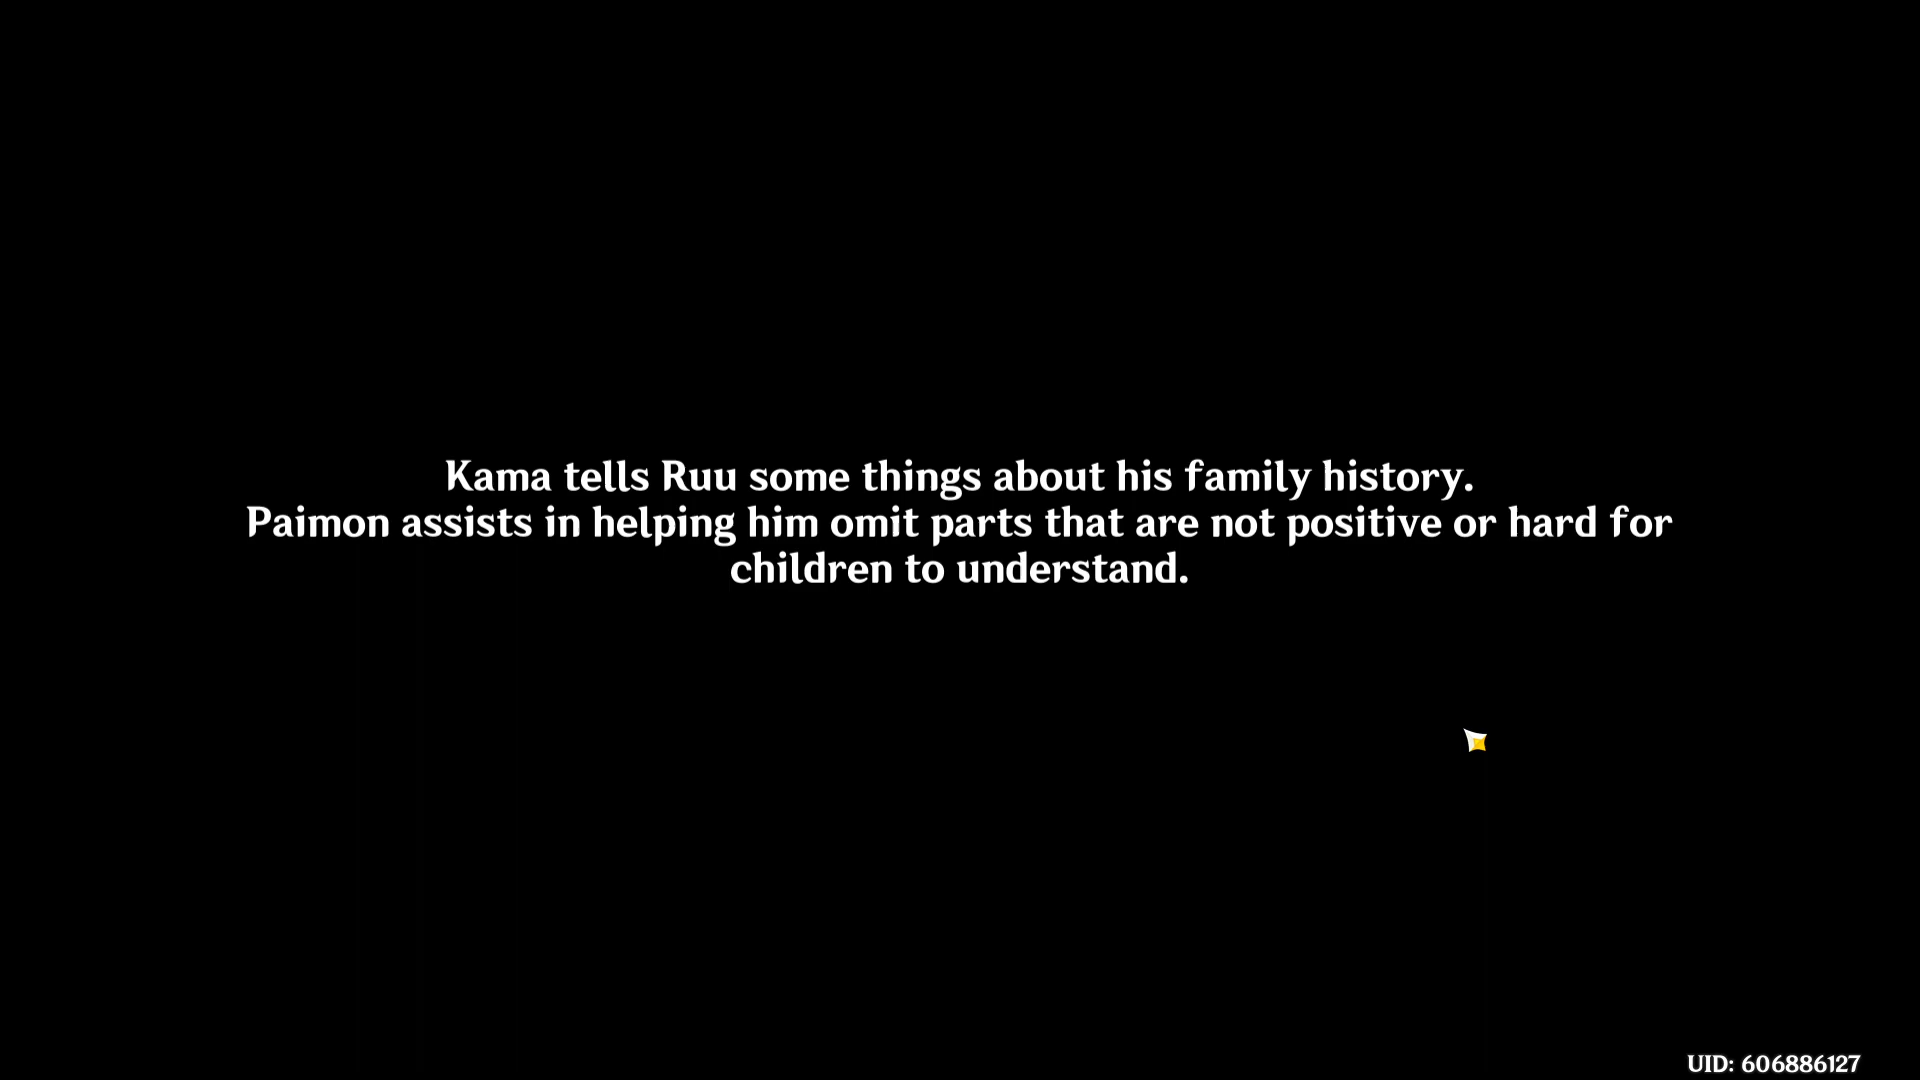 Kama tells Ruu some things about his family history.
Paimon assists in helping him omit parts that are not positive or hard for
children to understand.
UID: 606886127